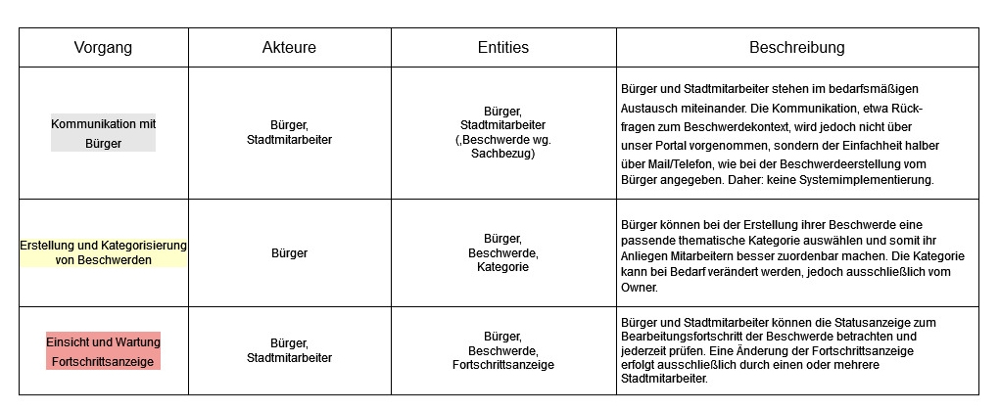 Vorgang
Akteure
Entities
Beschreibung
Kommunikation mit
Bürger
Bürger,
Stadtmitarbeiter
Bürger,
Stadtmitarbeiter
(,Beschwerde wg.
Sachbezug)
Bürger und Stadtmitarbeiter stehen im bedarfsmäßigen
Austausch miteinander. Die Kommunikation, etwa Rück-
fragen zum Beschwerdekontext, wird jedoch nicht über
unser Portal vorgenommen, sondern der Einfachheit halber
über Mail/Telefon, wie bei der Beschwerdeerstellung vom
Bürger angegeben. Daher: keine Systemimplementierung.
Erstellung und Kategorisierung
von Beschwerden
Bürger
Bürger,
Beschwerde,
Kategorie
Bürger können bei der Erstellung ihrer Beschwerde eine
passende thematische Kategorie auswählen und somit ihr
Anliegen Mitarbeitern besser zuordenbar machen. Die Kategorie
kann bei Bedarf verändert werden, jedoch ausschließlich vom
Owner.
Einsicht und Wartung
Fortschrittsanzeige
Bürger,
Stadtmitarbeiter
Bürger,
Beschwerde,
Fortschrittsanzeige
Bürger und Stadtmitarbeiter können die Statusanzeige zum
Bearbeitungsfortschritt der Beschwerde betrachten und
jederzeit prüfen. Eine Änderung der Fortschrittsanzeige
erfolgt ausschließlich durch einen oder mehrere
Stadtmitarbeiter.